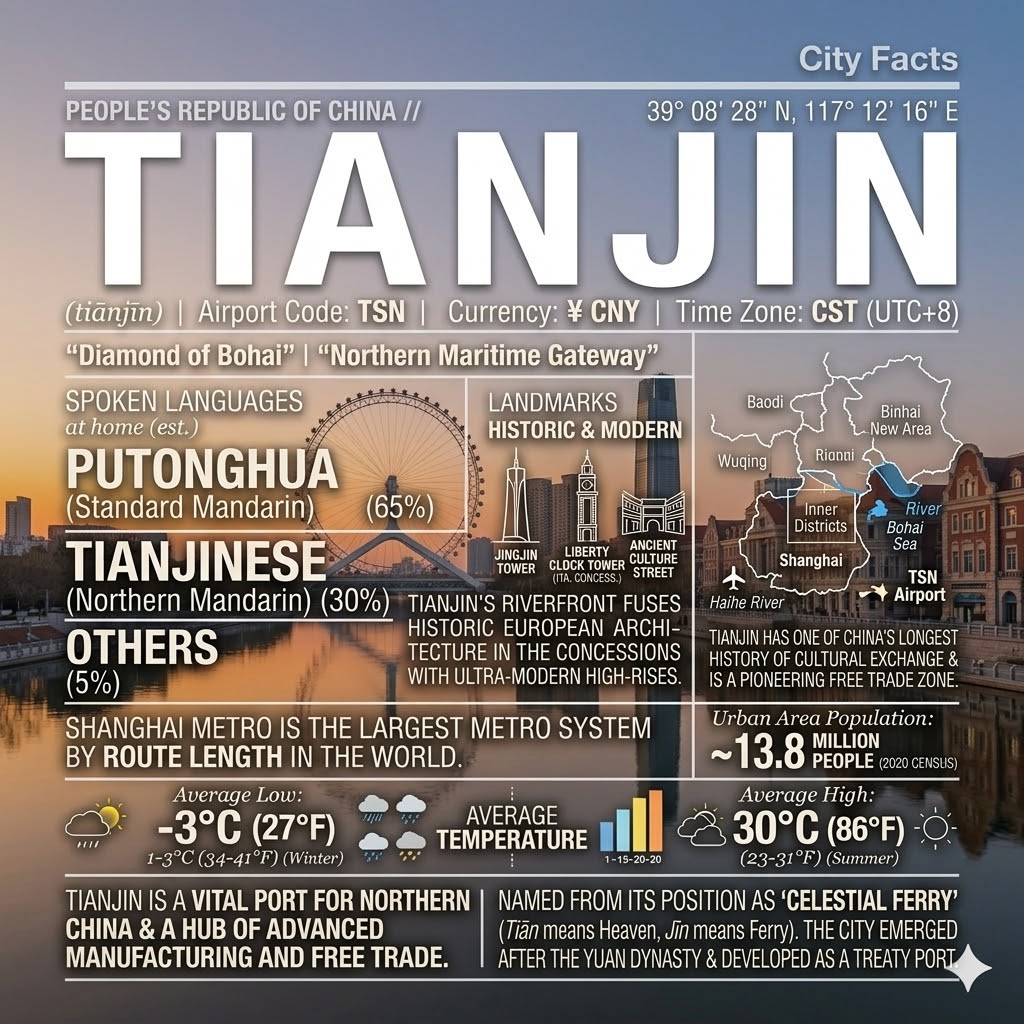 City Facts
PEOPLE'S REPUBLIC OF CHINA //
39° 08' 28" N, 117° 12' 16" E
TIANJIN
(tiānjīn) | Airport Code: TSN | Currency: ¥ CNY | Time Zone: CST (UTC+8)
“Diamond of Bohai” | “Northern Maritime Gateway”
SPOKEN LANGUAGES
at home (est.)
PUTONGHUA
(Standard Mandarin) (65%)
TIANJINESE
(Northern Mandarin) (30%)
OTHERS
(5%)
LANDMARKS
HISTORIC & MODERN
JINGJIN
TOWER
LIBERTY
CLDCK TOWER
(ITA. CONCESS.)
ANCIENT
CULTURE
STREET
TIANJIN'S RIVERFRONT FUSES
HISTORIC EUROPEAN ARCHI-
TECTURE IN THE CONCESSIONS
WITH ULTRA-MODERN HIGH-RISES.
Baodi
Binhai
New Area
Wuqing
Rionni
Inner
Districts
River
Bohai
Sea
Shanghai
Haihe River
TSN
Airport
TIANJIN HAS ONE OF CHINA'S LONGEST
HISTORY OF CULTURAL EXCHANGE &
IS A PIONEERING FREE TRADE ZONE.
SHANGHAI METRO IS THE LARGEST METRO SYSTEM
BY ROUTE LENGTH IN THE WORLD.
Urban Area Population:
~13.8 MILLION
PEOPLE (2020 CENSUS)
Average Low:
-3°C (27°F)
1-3°C (34-41°F) (Winter)
AVERAGE
TEMPERATURE
1-15-20-20
Average High:
30°C (86°F)
(23-31°F) (Summer)
TIANJIN IS A VITAL PORT FOR NORTHERN
CHINA & A HUB OF ADVANCED
MANUFACTURING AND FREE TRADE.
NAMED FROM ITS POSITION AS ‘CELESTIAL FERRY’
(Tiān means Heaven, Jīn means Ferry). THE CITY EMERGED
AFTER THE YUAN DYNASTY & DEVELOPED AS A TREATY PORT.